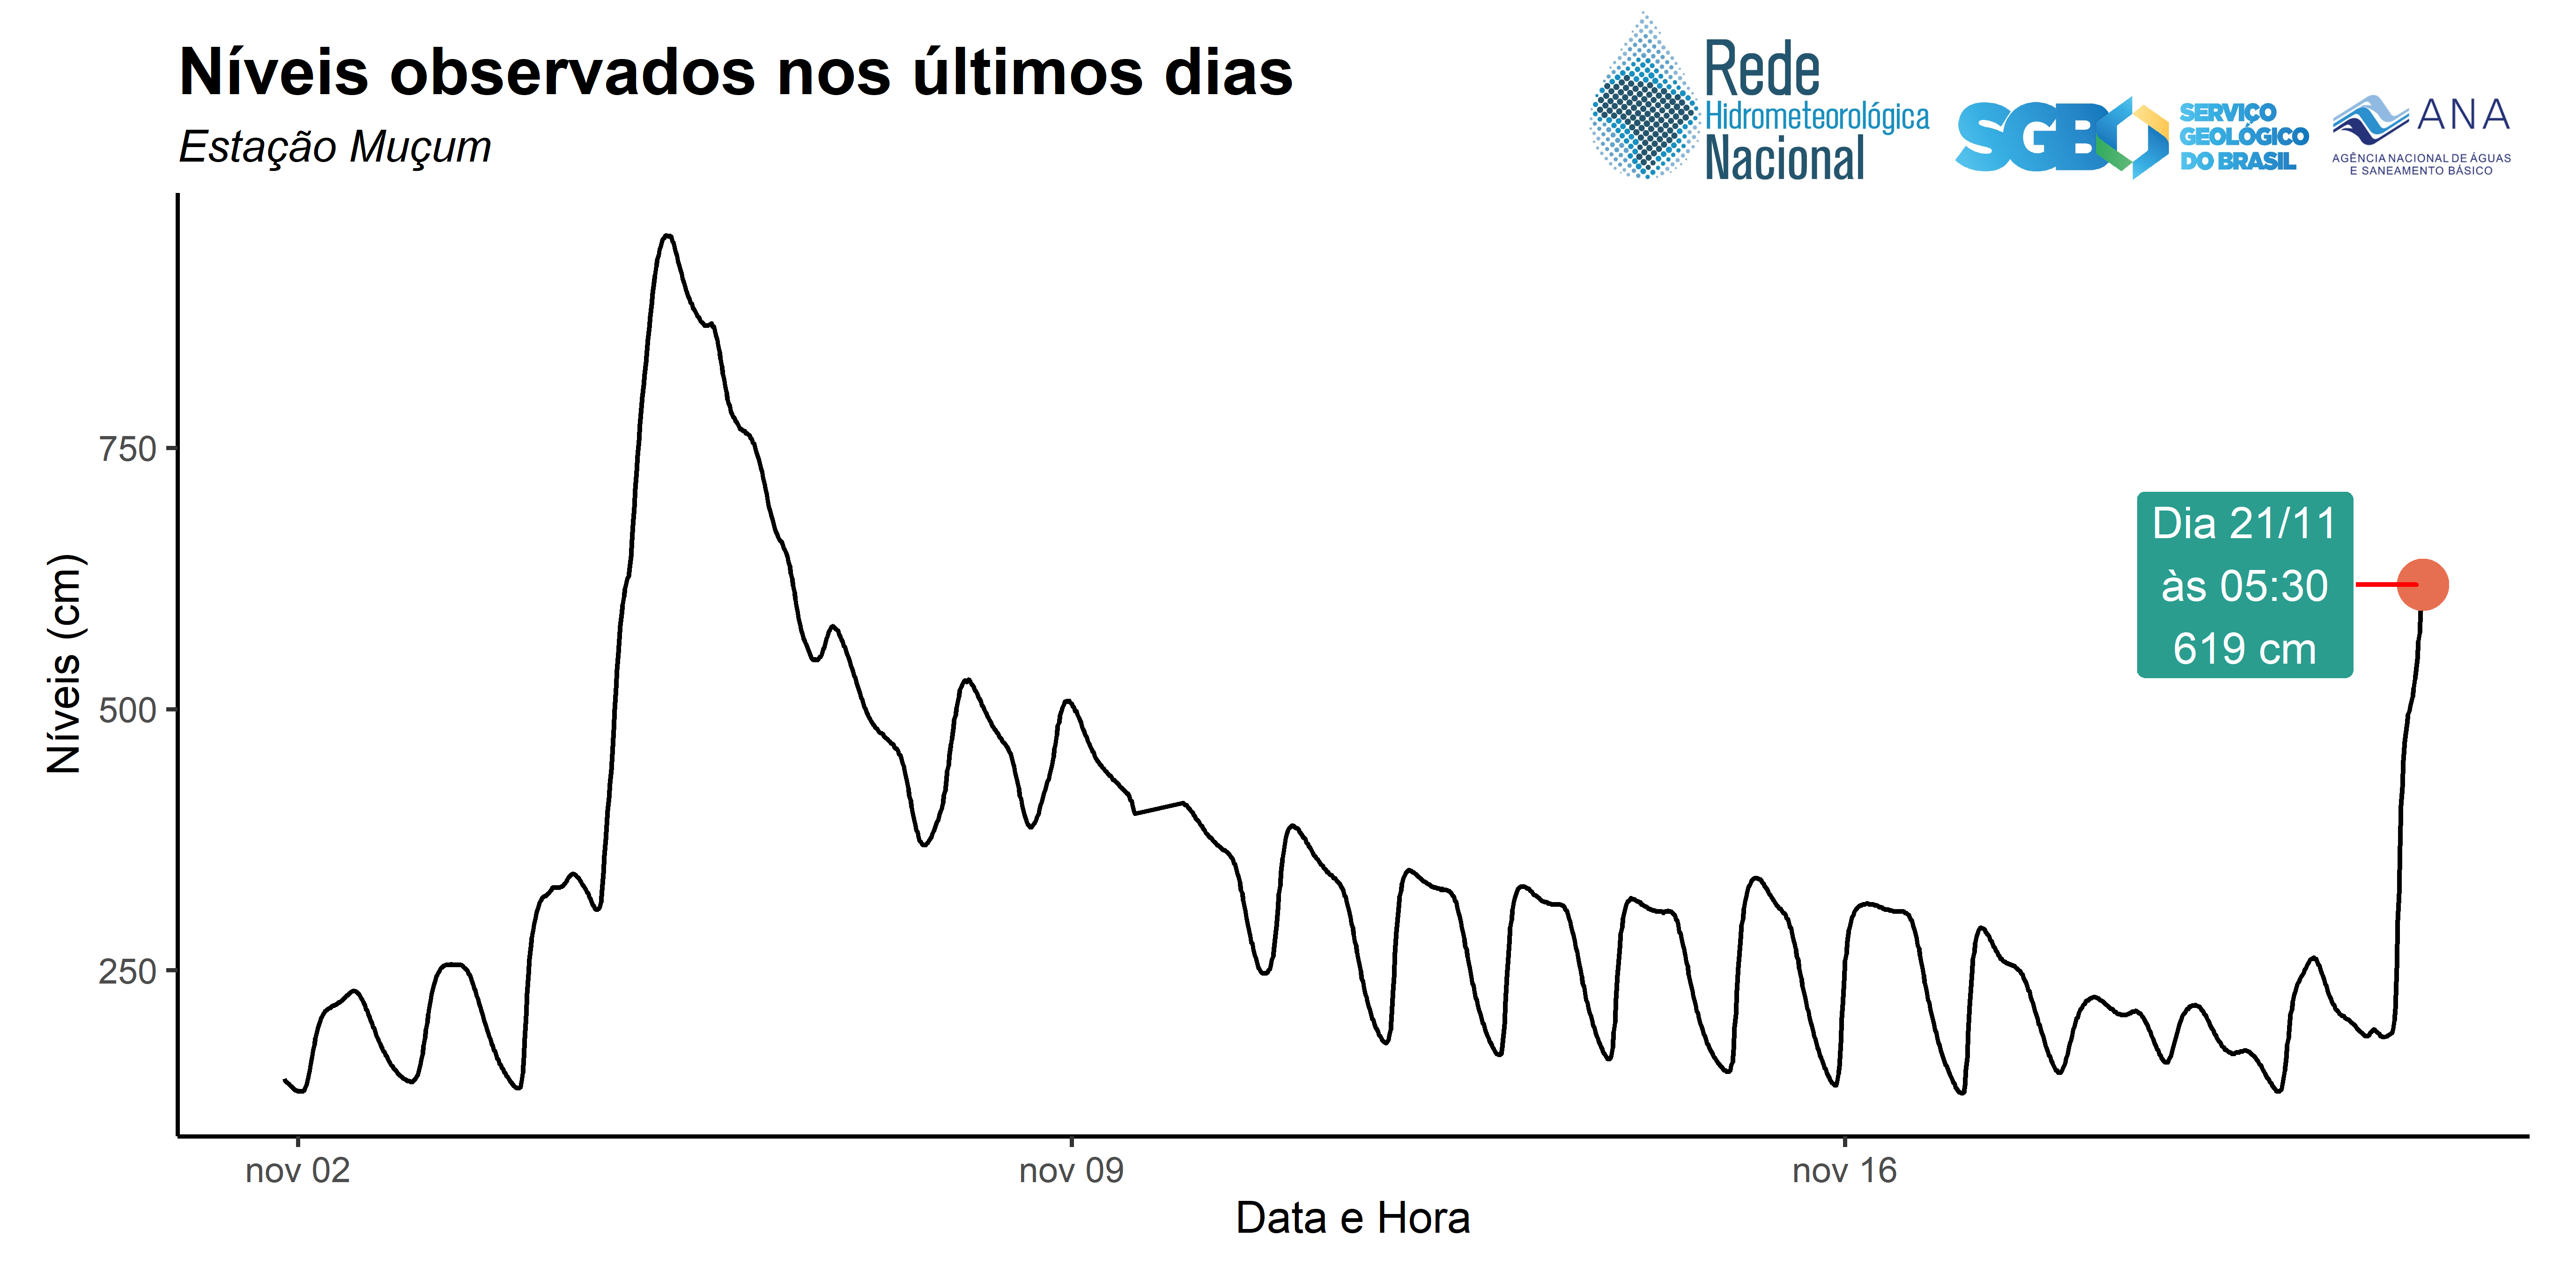 Níveis observados nos últimos dias
Estação Muçum
Rede
Hidrometeorológica
Nacional
SGB
SERVIÇO
GEOLÓGICO
DO BRASIL
ANA
AGÊNCIA NACIONAL DE ÁGUAS
E SANEAMENTO BÁSICO
Níveis (cm)
750
500
250
Dia 21/11
às 05:30
619 cm
nov 02
nov 09
nov 16
Data e Hora